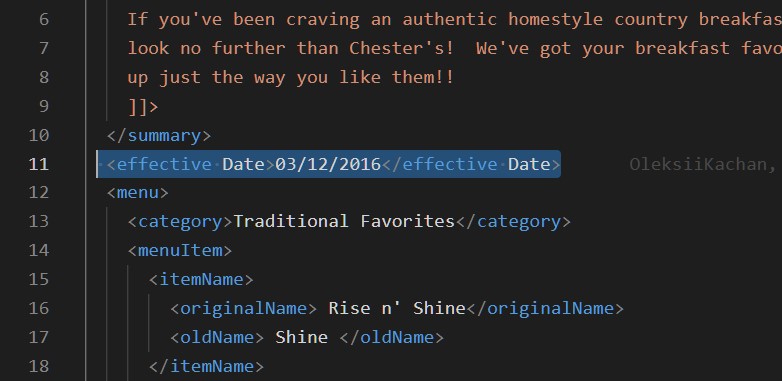 6 If you've been craving an authentic homestyle country breakfas
7 look no further than Chester's!  We've got your breakfast favo
8 up just the way you like them!!
9 ]]>
10 </summary>
11 <effective Date>03/12/2016</effective Date> OleksiiKachan,
12 <menu>
13 <category>Traditional Favorites</category>
14 <menuItem>
15 <itemName>
16 <originalName> Rise n' Shine</originalName>
17 <oldName> Shine </oldName>
18 </itemName>